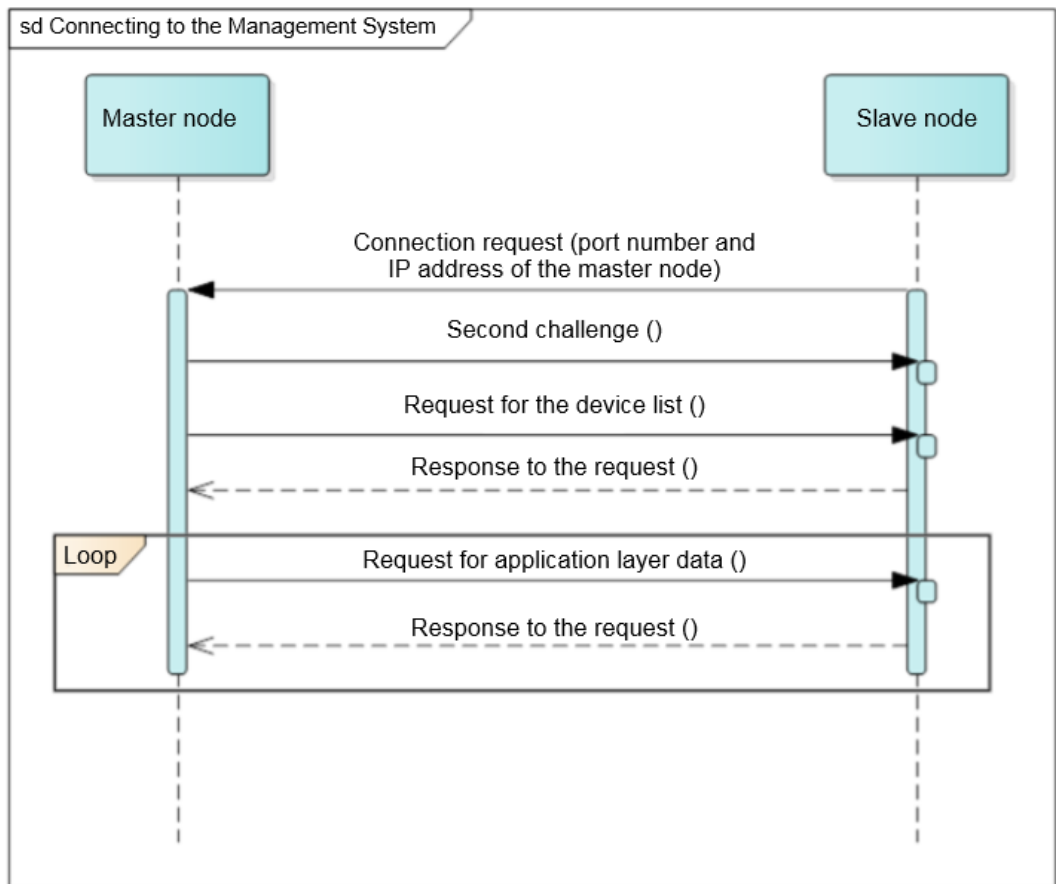 sd Connecting to the Management System
Master node
Slave node
Connection request (port number and
IP address of the master node)
Second challenge ()
Request for the device list ()
Response to the request ()
Loop
Request for application layer data ()
Response to the request ()